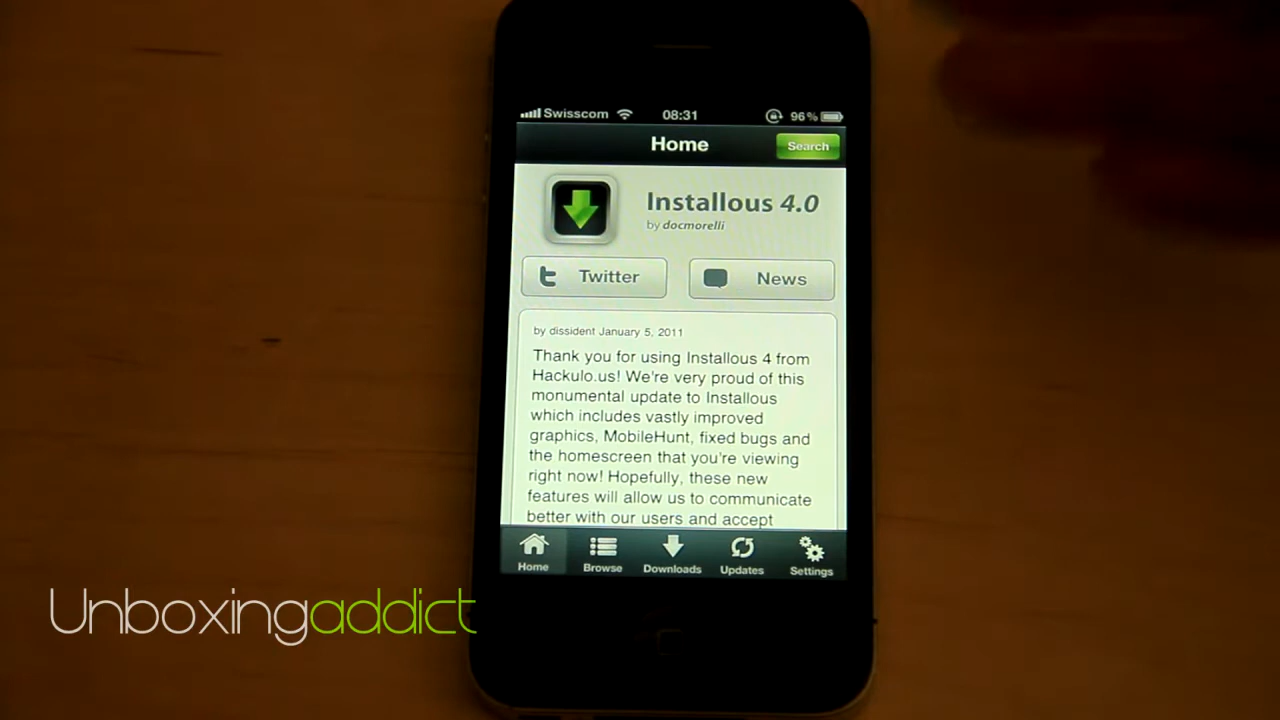 Swisscom 08:31 96%
Home
Search
Installous 4.0
by docmorelli
Twitter
News
by dissident January 5, 2011
Thank you for using Installous 4 from
Hackulo.us! We're very proud of this
monumental update to Installous
which includes vastly improved
graphics, MobileHunt, fixed bugs and
the homescreen that you're viewing
right now! Hopefully, these new
features will allow us to communicate
better with our users and accept
Home Browse Downloads Updates Settings
Unboxingaddict